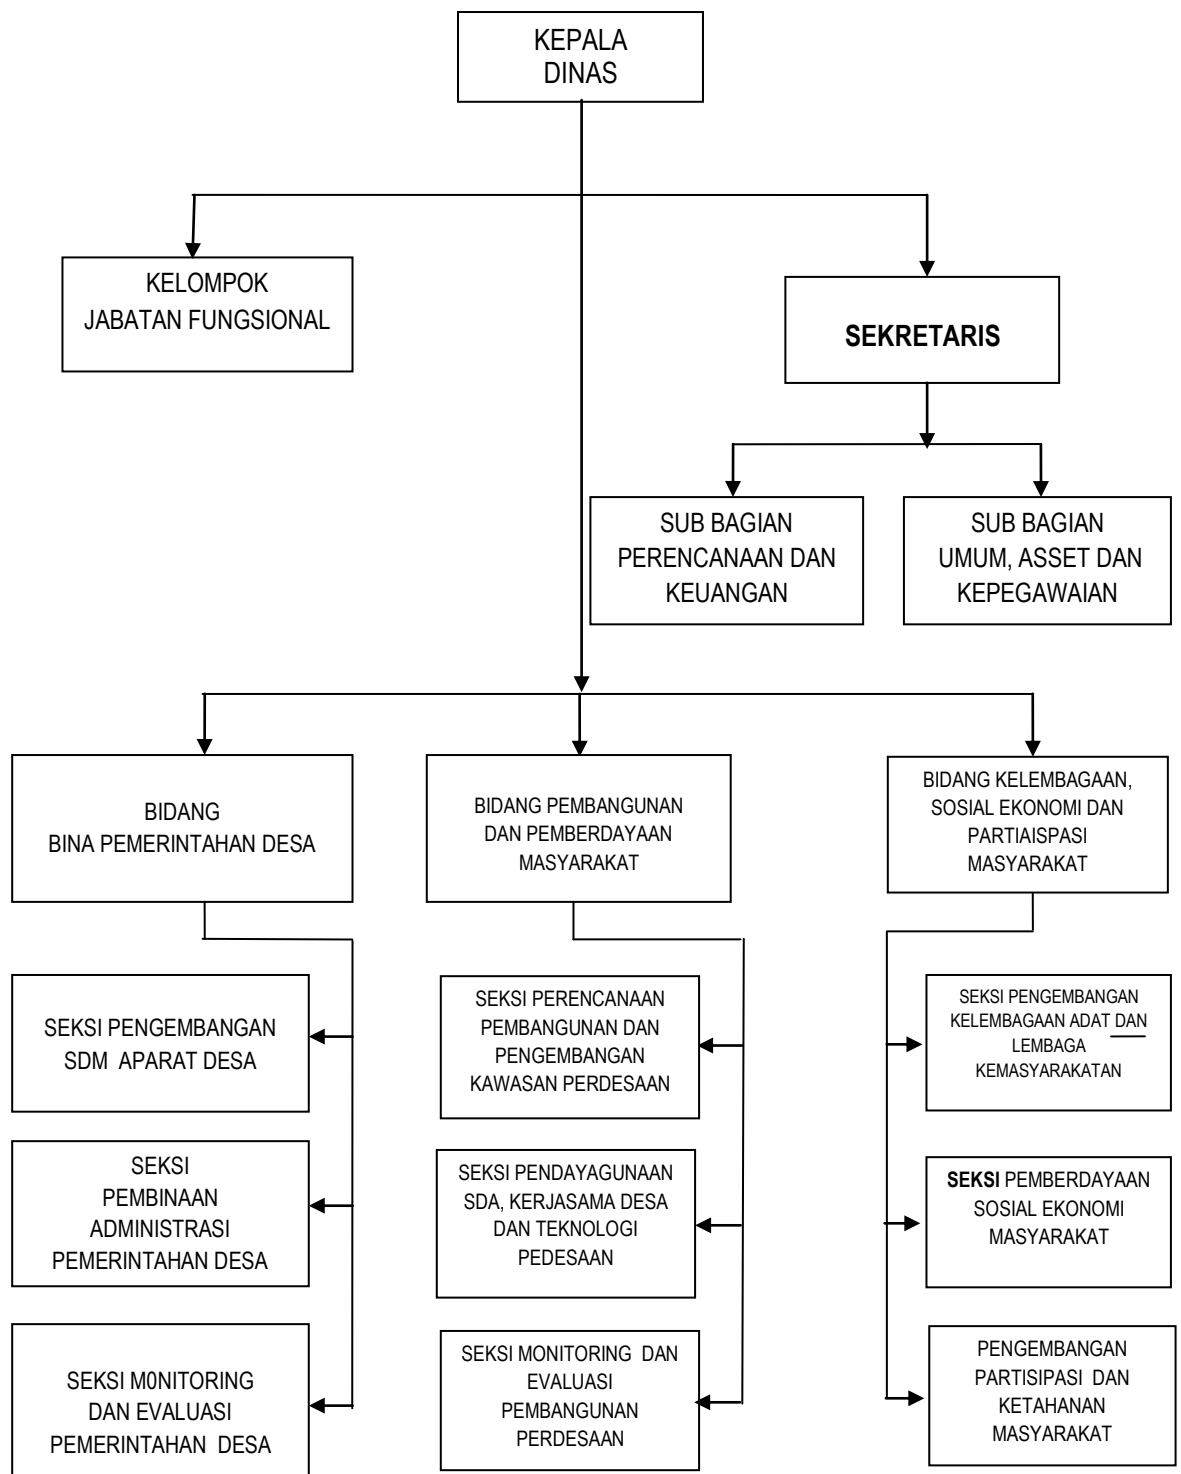 KEPALA
DINAS
KELOMPOK
JABATAN FUNGSIONAL
SEKRETARIS
SUB BAGIAN
PERENCANAAN DAN
KEUANGAN
SUB BAGIAN
UMUM, ASSET DAN
KEPEGAWAIAN
BIDANG
BINA PEMERINTAHAN DESA
BIDANG PEMBANGUNAN
DAN PEMBERDAYAAN
MASYARAKAT
BIDANG KELEMBAGAAN,
SOSIAL EKONOMI DAN
PARTIAISPASI
MASYARAKAT
SEKSI PENGEMBANGAN
SDM APARAT DESA
SEKSI
PEMBINAAN
ADMINISTRASI
PEMERINTAHAN DESA
SEKSI M0NITORING
DAN EVALUASI
PEMERINTAHAN DESA
SEKSI PERENCANAAN
PEMBANGUNAN DAN
PENGEMBANGAN
KAWASAN PERDESAAN
SEKSI PENDAYAGUNAAN
SDA, KERJASAMA DESA
DAN TEKNOLOGI
PEDESAAN
SEKSI MONITORING DAN
EVALUASI
PEMBANGUNAN
PERDESAAN
SEKSI PENGEMBANGAN
KELEMBAGAAN ADAT DAN
LEMBAGA
KEMASYARAKATAN
SEKSI PEMBERDAYAAN
SOSIAL EKONOMI
MASYARAKAT
PENGEMBANGAN
PARTISIPASI DAN
KETAHANAN
MASYARAKAT